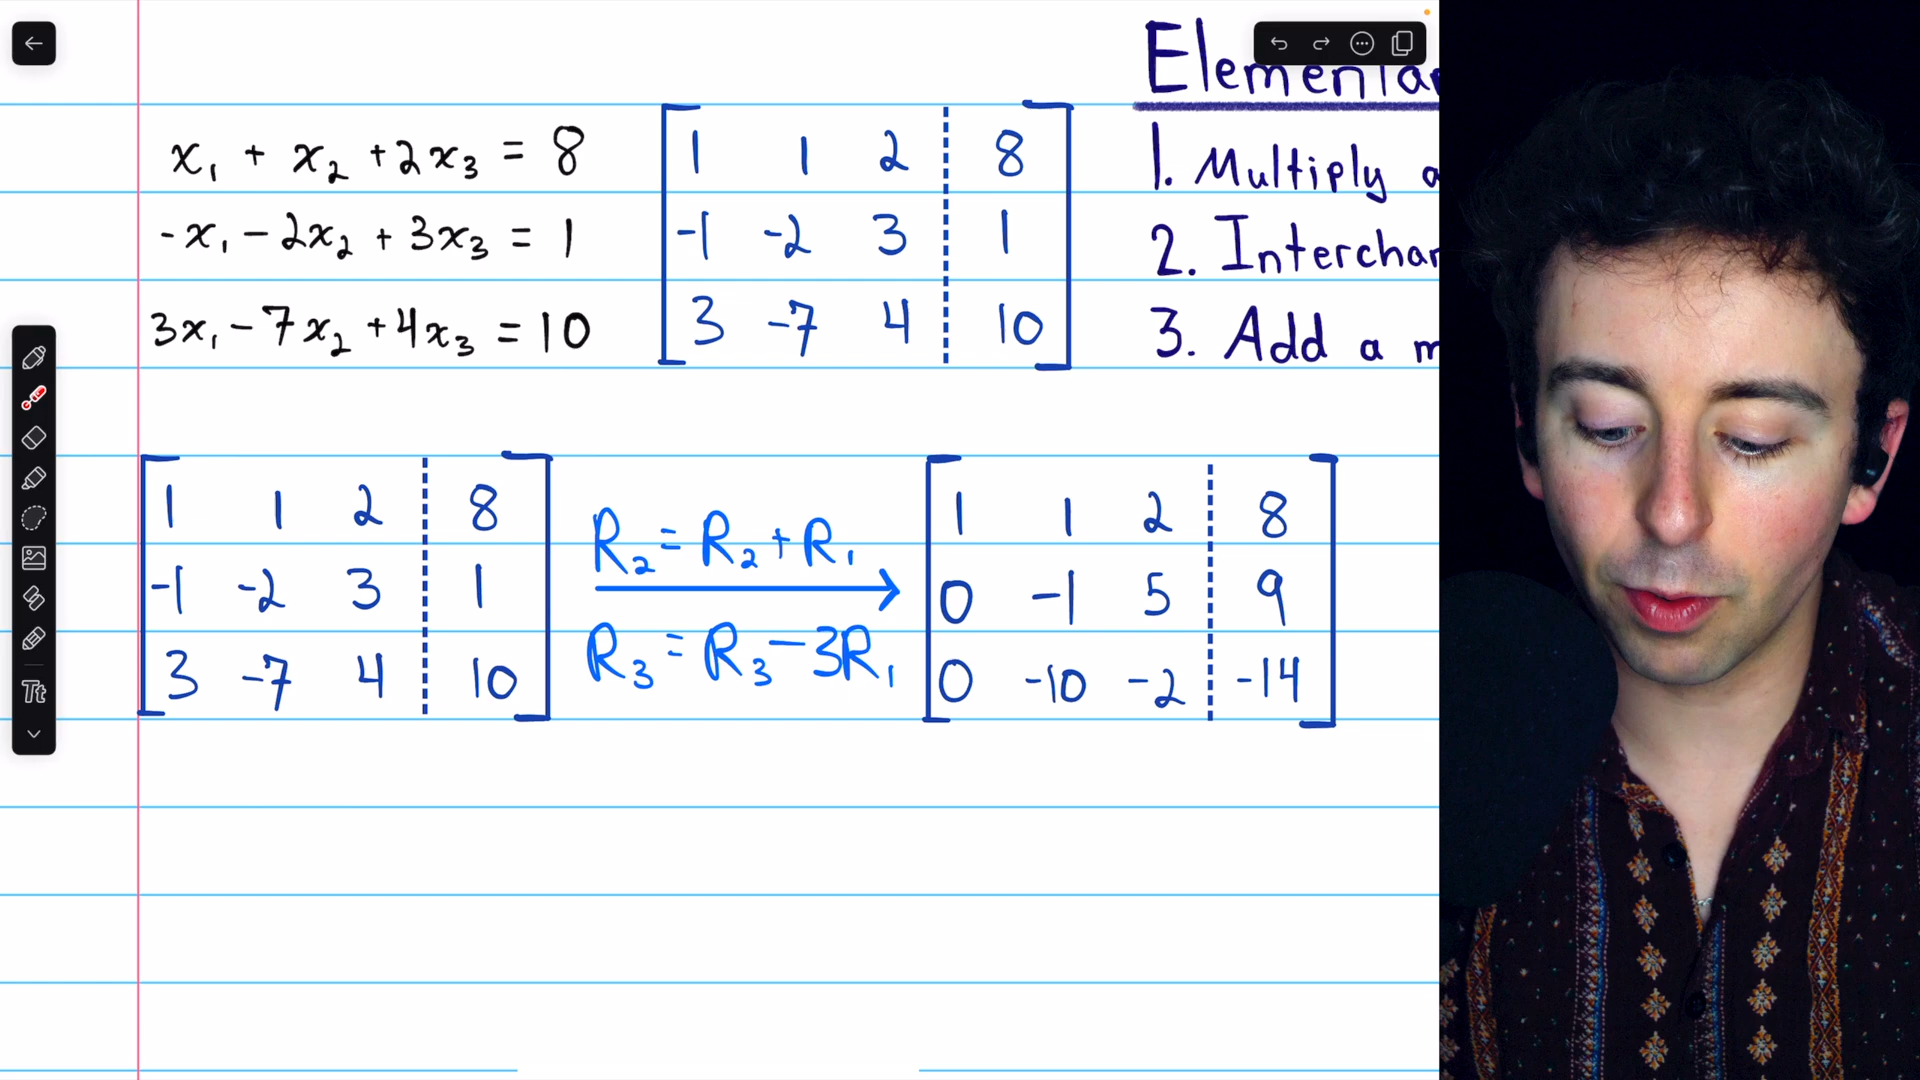 Elementar
x₁ + x₂ + 2x₃ = 8
-x₁ - 2x₂ + 3x₃ = 1
3x₁ - 7x₂ + 4x₃ = 10
1 1 2 8
-1 -2 3 1
3 -7 4 10
1. Multiply a
2. Interchan
3. Add a m
1 1 2 8
-1 -2 3 1
3 -7 4 10
R₂ = R₂ + R₁
R₃ = R₃ - 3R₁
1 1 2 8
0 -1 5 9
0 -10 -2 -14
Tt